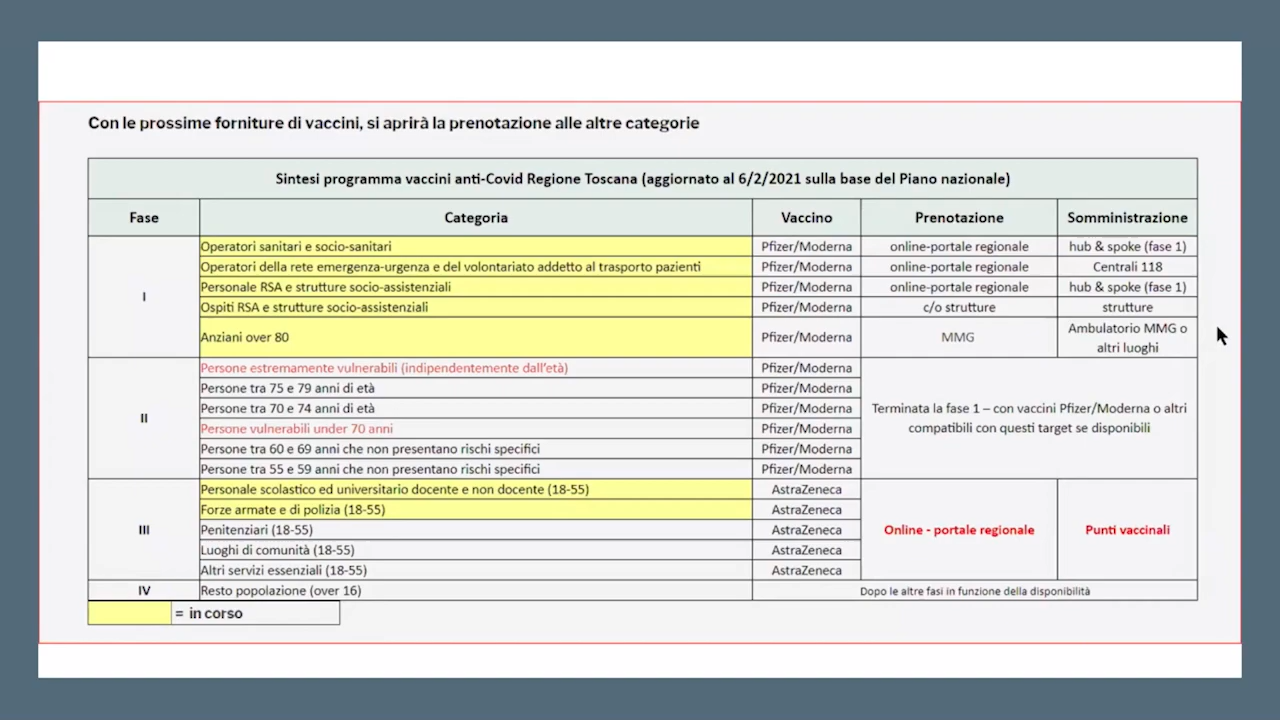 Con le prossime forniture di vaccini, si aprirà la prenotazione alle altre categorie
Sintesi programma vaccini anti-Covid Regione Toscana (aggiornato al 6/2/2021 sulla base del Piano nazionale)
Fase Categoria Vaccino Prenotazione Somministrazione
I
Operatori sanitari e socio-sanitari Pfizer/Moderna online-portale regionale hub & spoke (fase 1)
Operatori della rete emergenza-urgenza e del volontariato addetto al trasporto pazienti Pfizer/Moderna online-portale regionale Centrali 118
Personale RSA e strutture socio-assistenziali Pfizer/Moderna online-portale regionale hub & spoke (fase 1)
Ospiti RSA e strutture socio-assistenziali Pfizer/Moderna c/o strutture strutture
Anziani over 80 Pfizer/Moderna MMG Ambulatorio MMG o
altri luoghi
II
Persone estremamente vulnerabili (indipendentemente dall'età) Pfizer/Moderna
Persone tra 75 e 79 anni di età Pfizer/Moderna
Persone tra 70 e 74 anni di età Pfizer/Moderna
Persone vulnerabili under 70 anni Pfizer/Moderna
Persone tra 60 e 69 anni che non presentano rischi specifici Pfizer/Moderna
Persone tra 55 e 59 anni che non presentano rischi specifici Pfizer/Moderna
Terminata la fase 1 – con vaccini Pfizer/Moderna o altri
compatibili con questi target se disponibili
III
Personale scolastico ed universitario docente e non docente (18-55) AstraZeneca
Forze armate e di polizia (18-55) AstraZeneca
Penitenziari (18-55) AstraZeneca
Luoghi di comunità (18-55) AstraZeneca
Altri servizi essenziali (18-55) AstraZeneca
Online - portale regionale Punti vaccinali
IV Resto popolazione (over 16) Dopo le altre fasi in funzione della disponibilità
= in corso